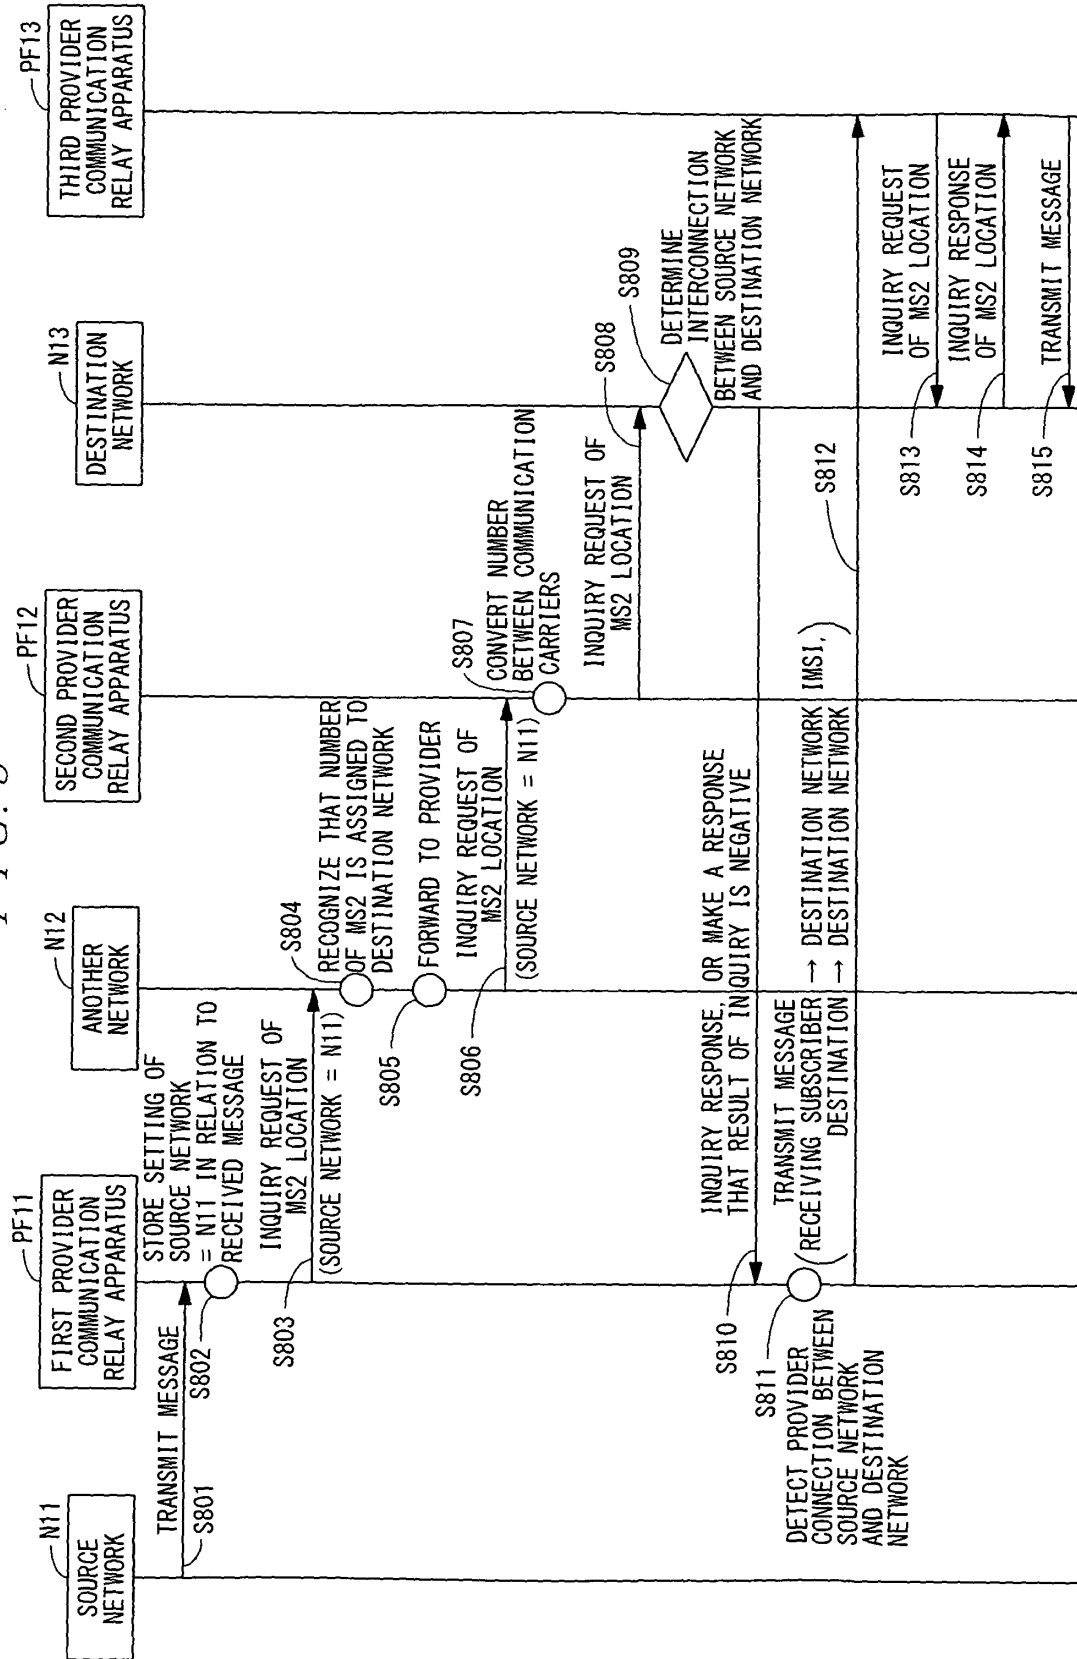 N11
SOURCE
NETWORK
PF11
FIRST PROVIDER
COMMUNICATION
RELAY APPARATUS
N12
ANOTHER
NETWORK
PF12
SECOND PROVIDER
COMMUNICATION
RELAY APPARATUS
N13
DESTINATION
NETWORK
PF13
THIRD PROVIDER
COMMUNICATION
RELAY APPARATUS
TRANSMIT MESSAGE
S801
S802
STORE SETTING OF
SOURCE NETWORK
= N11 IN RELATION TO
RECEIVED MESSAGE
INQUIRY REQUEST OF
MS2 LOCATION
S803
(SOURCE NETWORK = N11)
S804
RECOGNIZE THAT NUMBER
OF MS2 IS ASSIGNED TO
DESTINATION NETWORK
S805
FORWARD TO PROVIDER
INQUIRY REQUEST OF
MS2 LOCATION
S806
(SOURCE NETWORK = N11)
S807
CONVERT NUMBER
BETWEEN COMMUNICATION
CARRIERS
INQUIRY REQUEST OF
MS2 LOCATION
S808
S809
DETERMINE
INTERCONNECTION
BETWEEN SOURCE NETWORK
AND DESTINATION NETWORK
INQUIRY RESPONSE, OR MAKE A RESPONSE
THAT RESULT OF INQUIRY IS NEGATIVE
S810
S811
DETECT PROVIDER
CONNECTION BETWEEN
SOURCE NETWORK
AND DESTINATION
NETWORK
TRANSMIT MESSAGE
(RECEIVING SUBSCRIBER → DESTINATION NETWORK IMSI,
DESTINATION → DESTINATION NETWORK)
S812
INQUIRY REQUEST
OF MS2 LOCATION
S813
INQUIRY RESPONSE
OF MS2 LOCATION
S814
TRANSMIT MESSAGE
S815